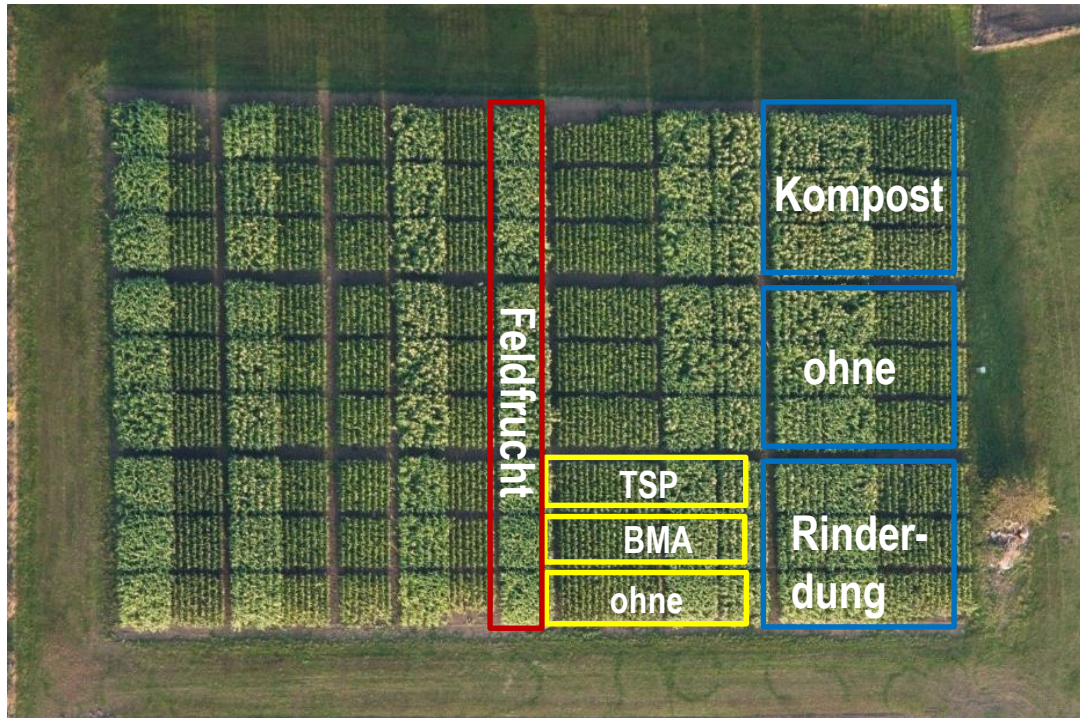 Kompost
Feldfrucht
ohne
TSP
BMA
ohne
Rinder-
dung